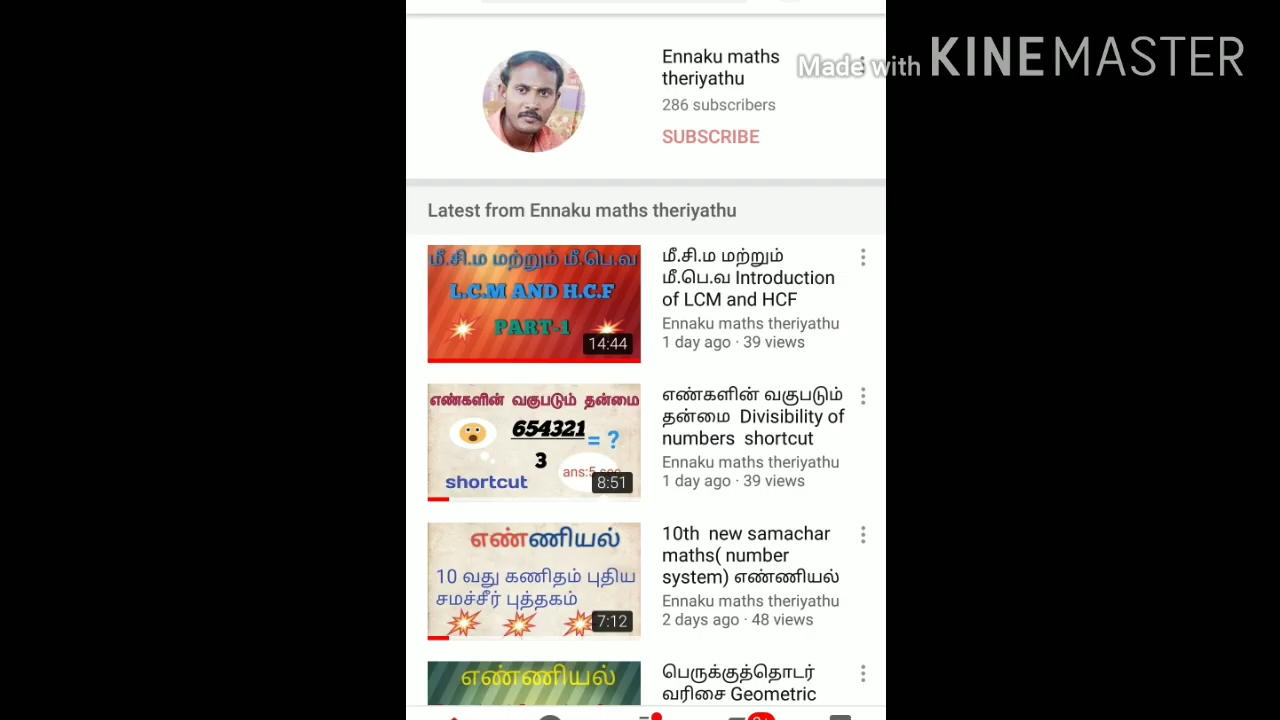 Made with KINEMASTER
Ennaku maths
theriyathu
286 subscribers
SUBSCRIBE
Latest from Ennaku maths theriyathu
மீ.சி.ம மற்றும் மீ.பெ.வ
L.C.M AND H.C.F
PART-1
14:44
மீ.சி.ம மற்றும்
மீ.பெ.வ Introduction
of LCM and HCF
Ennaku maths theriyathu
1 day ago · 39 views
எண்களின் வகுபடும் தன்மை
654321
= ?
3
ans:5 sec
shortcut
8:51
எண்களின் வகுபடும்
தன்மை Divisibility of
numbers shortcut
Ennaku maths theriyathu
1 day ago · 39 views
எண்ணியல்
10 வது கணிதம் புதிய
சமச்சீர் புத்தகம்
7:12
10th new samachar
maths( number
system) எண்ணியல்
Ennaku maths theriyathu
2 days ago · 48 views
எண்ணியல்
பெருக்குத்தொடர்
வரிசை Geometric